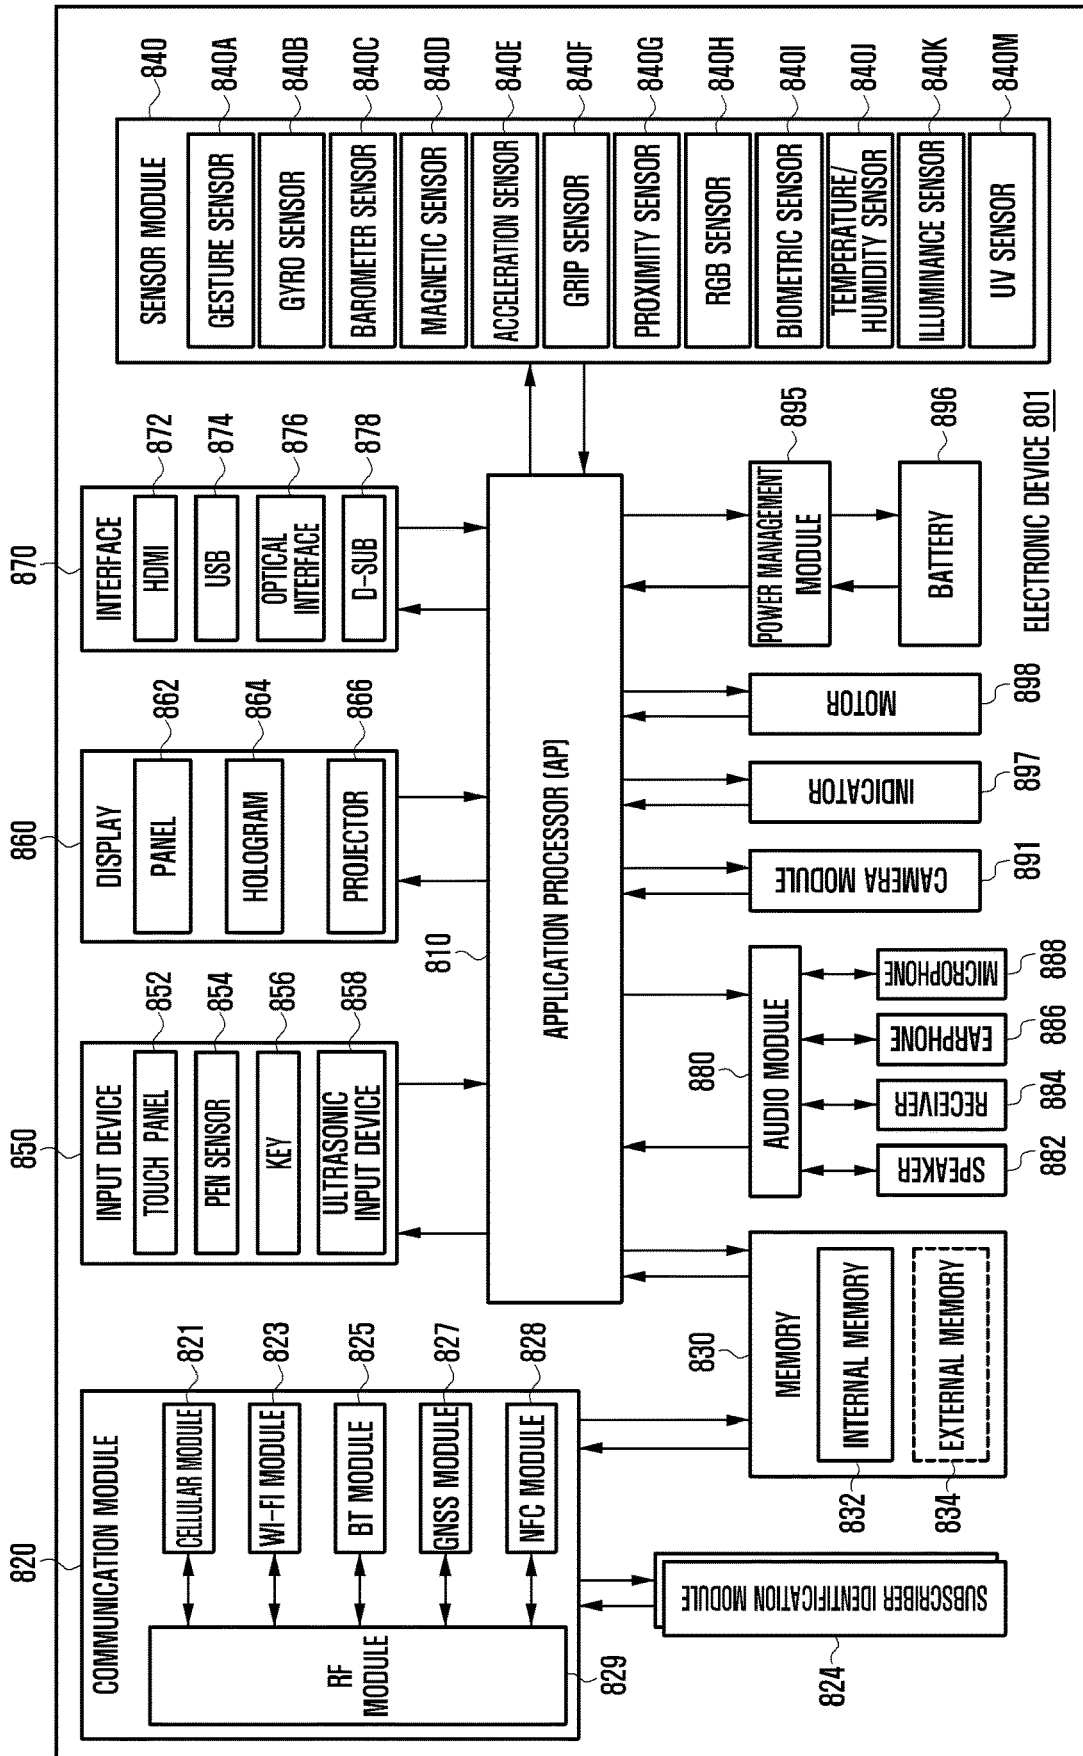 820
COMMUNICATION MODULE
RF
MODULE
829
CELLULAR MODULE
821
WI-FI MODULE
823
BT MODULE
825
GNSS MODULE
827
NFC MODULE
828
SUBSCRIBER IDENTIFICATION MODULE
824
850
INPUT DEVICE
TOUCH PANEL
852
PEN SENSOR
854
KEY
856
ULTRASONIC
INPUT DEVICE
858
860
DISPLAY
PANEL
862
HOLOGRAM
864
PROJECTOR
866
870
INTERFACE
HDMI
872
USB
874
OPTICAL
INTERFACE
876
D-SUB
878
SENSOR MODULE
840
GESTURE SENSOR
840A
GYRO SENSOR
840B
BAROMETER SENSOR
840C
MAGNETIC SENSOR
840D
ACCELERATION SENSOR
840E
GRIP SENSOR
840F
PROXIMITY SENSOR
840G
RGB SENSOR
840H
BIOMETRIC SENSOR
840I
TEMPERATURE/
HUMIDITY SENSOR
840J
ILLUMINANCE SENSOR
840K
UV SENSOR
840M
810
APPLICATION PROCESSOR (AP)
830
MEMORY
INTERNAL MEMORY
832
EXTERNAL MEMORY
834
880
AUDIO MODULE
SPEAKER
882
RECEIVER
884
EARPHONE
886
MICROPHONE
888
CAMERA MODULE
891
INDICATOR
897
MOTOR
898
POWER MANAGEMENT
MODULE
895
BATTERY
896
ELECTRONIC DEVICE 801